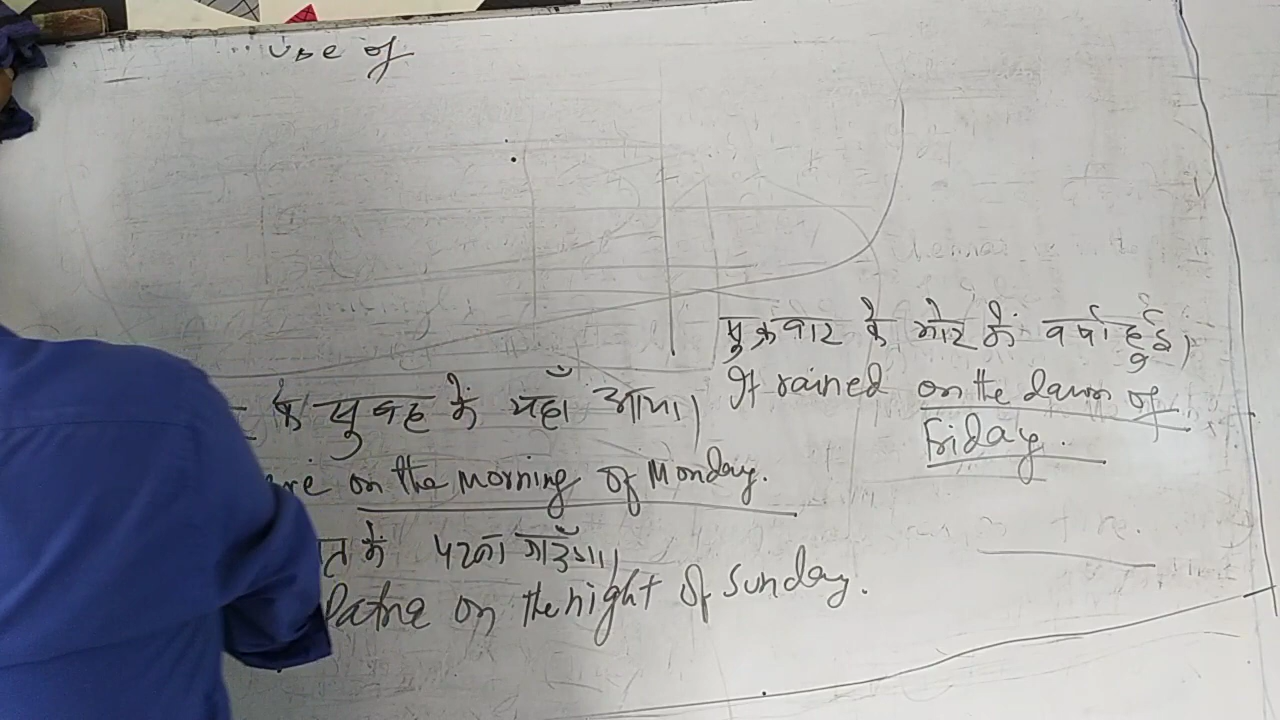 use of
शुक्रवार के भोर में वर्षा हुई।
It rained on the dawn of
Friday.
के सुबह में यहाँ आया।
on the morning of Monday.
में पटना जाऊँगा।
Patna on the night of Sunday.